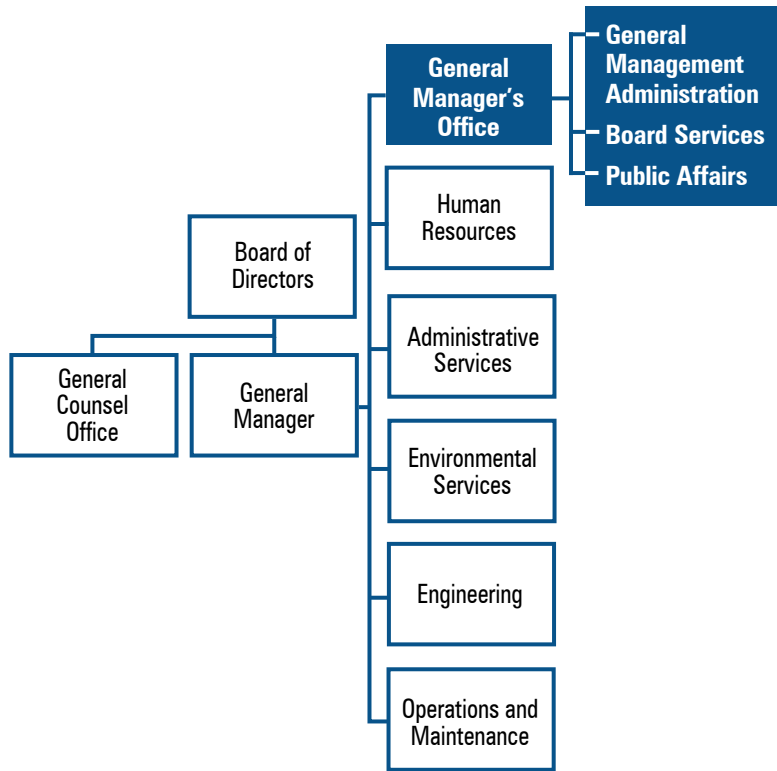 General
Manager’s
Office
General
Management
Administration
Board Services
Public Affairs
Human
Resources
Board of
Directors
Administrative
Services
General
Counsel
Office
General
Manager
Environmental
Services
Engineering
Operations and
Maintenance